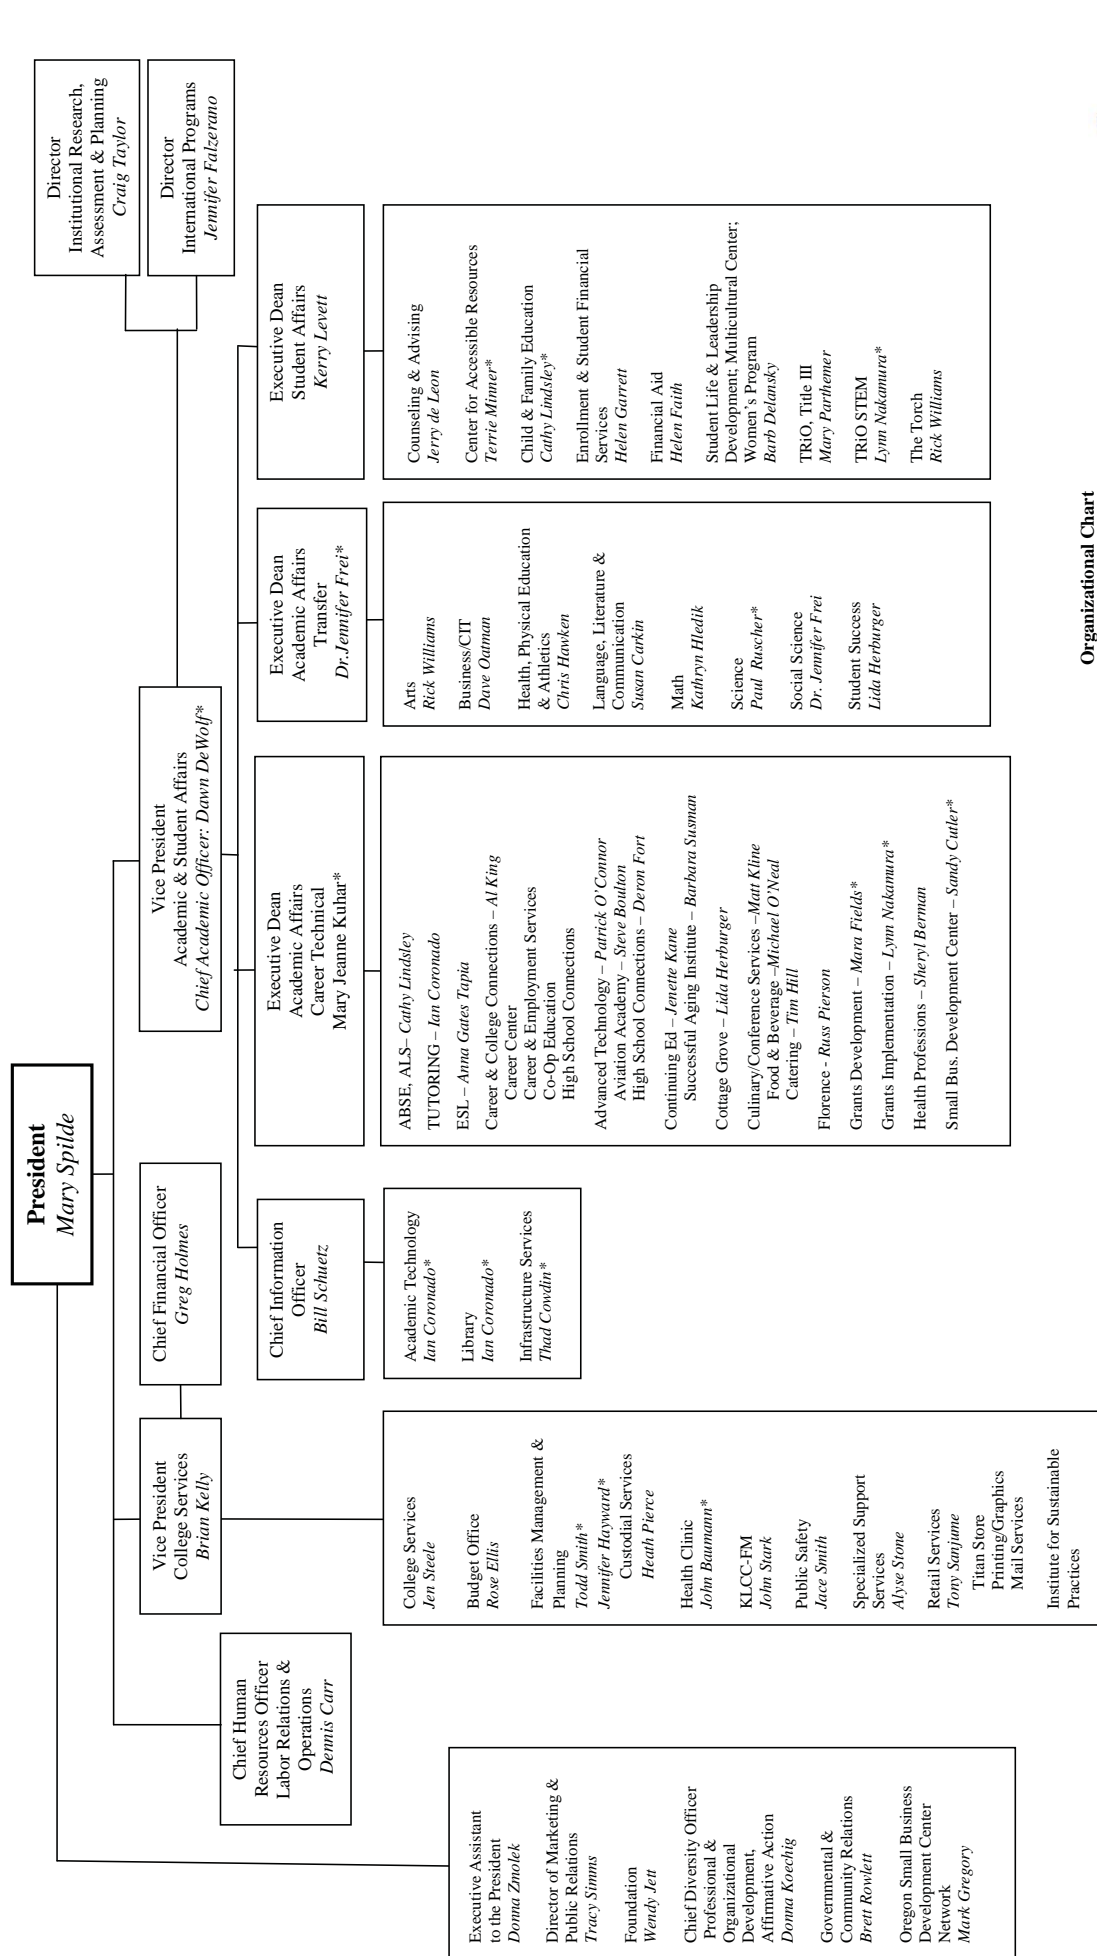 President
Mary Spilde
Executive Assistant
to the President
Donna Zmolek
Director of Marketing &
Public Relations
Tracy Simms
Foundation
Wendy Jett
Chief Diversity Officer
Professional &
Organizational
Development,
Affirmative Action
Donna Koechig
Governmental &
Community Relations
Brett Rowlett
Oregon Small Business
Development Center
Network
Mark Gregory
Chief Human
Resources Officer
Labor Relations &
Operations
Dennis Carr
Vice President
College Services
Brian Kelly
College Services
Jen Steele
Budget Office
Rose Ellis
Facilities Management &
Planning
Todd Smith*
Jennifer Hayward*
Custodial Services
Heath Pierce
Health Clinic
John Baumann*
KLCC-FM
John Stark
Public Safety
Jace Smith
Specialized Support
Services
Alyse Stone
Retail Services
Tony Sanjume
Titan Store
Printing/Graphics
Mail Services
Institute for Sustainable
Practices
Chief Financial Officer
Greg Holmes
Vice President
Academic & Student Affairs
Chief Academic Officer: Dawn DeWolf*
Director
Institutional Research,
Assessment & Planning
Craig Taylor
Director
International Programs
Jennifer Falzerano
Chief Information
Officer
Bill Schuetz
Academic Technology
Ian Coronado*
Library
Ian Coronado*
Infrastructure Services
Thad Cowdin*
Executive Dean
Academic Affairs
Career Technical
Mary Jeanne Kuhar*
ABSE, ALS– Cathy Lindsley
TUTORING – Ian Coronado
ESL – Anna Gates Tapia
Career & College Connections – Al King
Career Center
Career & Employment Services
Co-Op Education
High School Connections
Advanced Technology – Patrick O’Connor
Aviation Academy – Steve Boulton
High School Connections – Deron Fort
Continuing Ed – Jenette Kane
Successful Aging Institute – Barbara Susman
Cottage Grove – Lida Herburger
Culinary/Conference Services –Matt Kline
Food & Beverage –Michael O’Neal
Catering – Tim Hill
Florence - Russ Pierson
Grants Development – Mara Fields*
Grants Implementation – Lynn Nakamura*
Health Professions – Sheryl Berman
Small Bus. Development Center – Sandy Cutler*
Executive Dean
Academic Affairs
Transfer
Dr.Jennifer Frei*
Arts
Rick Williams
Business/CIT
Dave Oatman
Health, Physical Education
& Athletics
Chris Hawken
Language, Literature &
Communication
Susan Carkin
Math
Kathryn Hledik
Science
Paul Ruscher*
Social Science
Dr. Jennifer Frei
Student Success
Lida Herburger
Executive Dean
Student Affairs
Kerry Levett
Counseling & Advising
Jerry de Leon
Center for Accessible Resources
Terrie Minner*
Child & Family Education
Cathy Lindsley*
Enrollment & Student Financial
Services
Helen Garrett
Financial Aid
Helen Faith
Student Life & Leadership
Development; Multicultural Center;
Women’s Program
Barb Delansky
TRiO, Title III
Mary Parthemer
TRiO STEM
Lynn Nakamura*
The Torch
Rick Williams
Organizational Chart